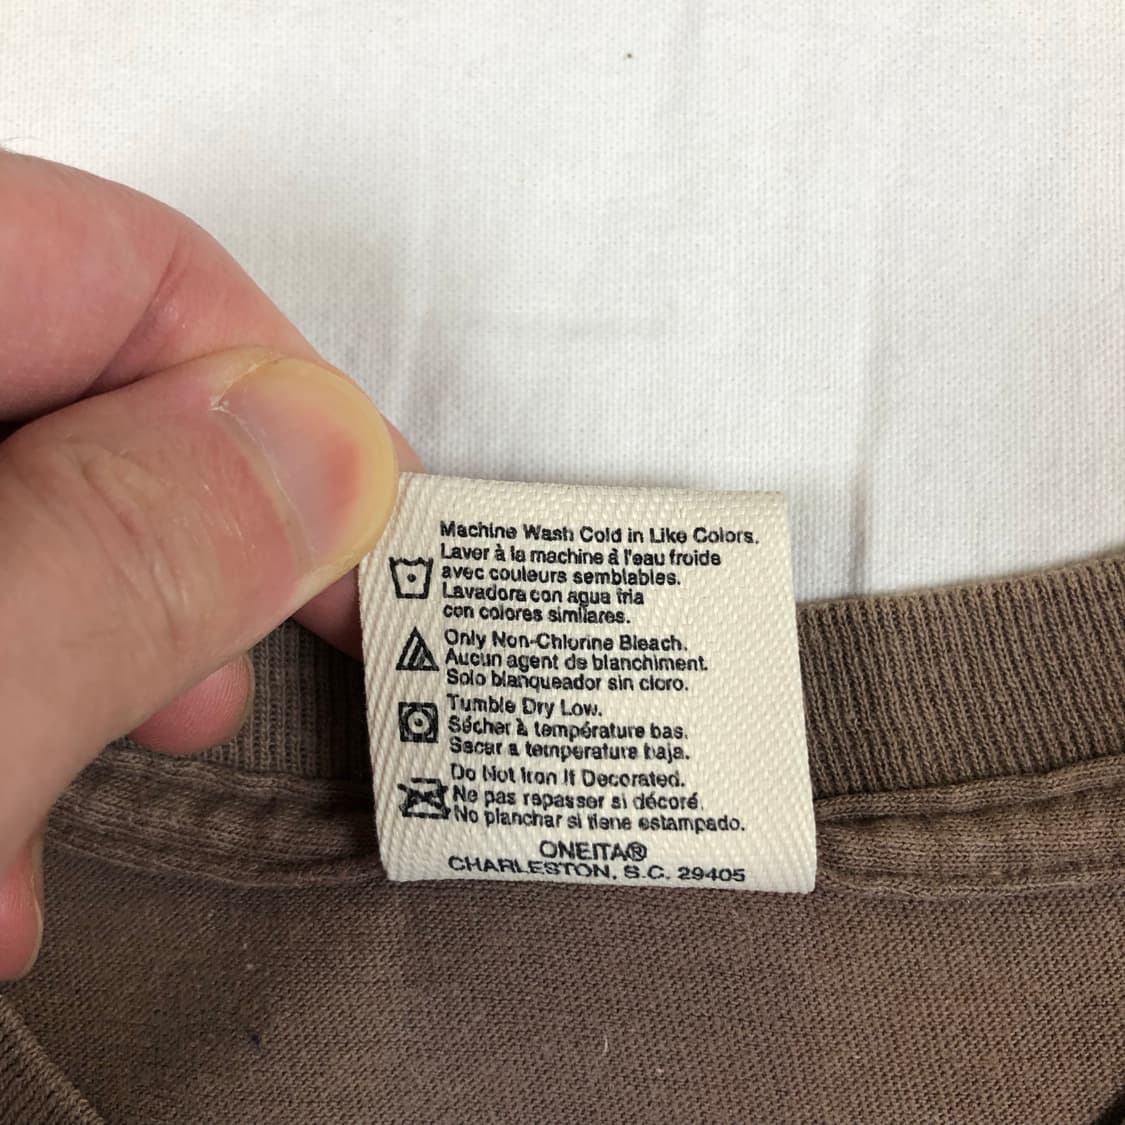 Machine Wash Cold in Like Colors.
Laver à la machine à l'eau froide
avec couleurs semblables.
Lavadora con agua fria
con colores similares.
Only Non-Chlorine Bleach.
Aucun agent de blanchiment.
Solo blanqueador sin cloro.
Tumble Dry Low.
Sécher à température bas.
Secar a temperatura baja.
Do Not Iron If Decorated.
Ne pas repasser si décoré.
No planchar si tiene estampado.
ONEITA®
CHARLESTON, S.C. 29405